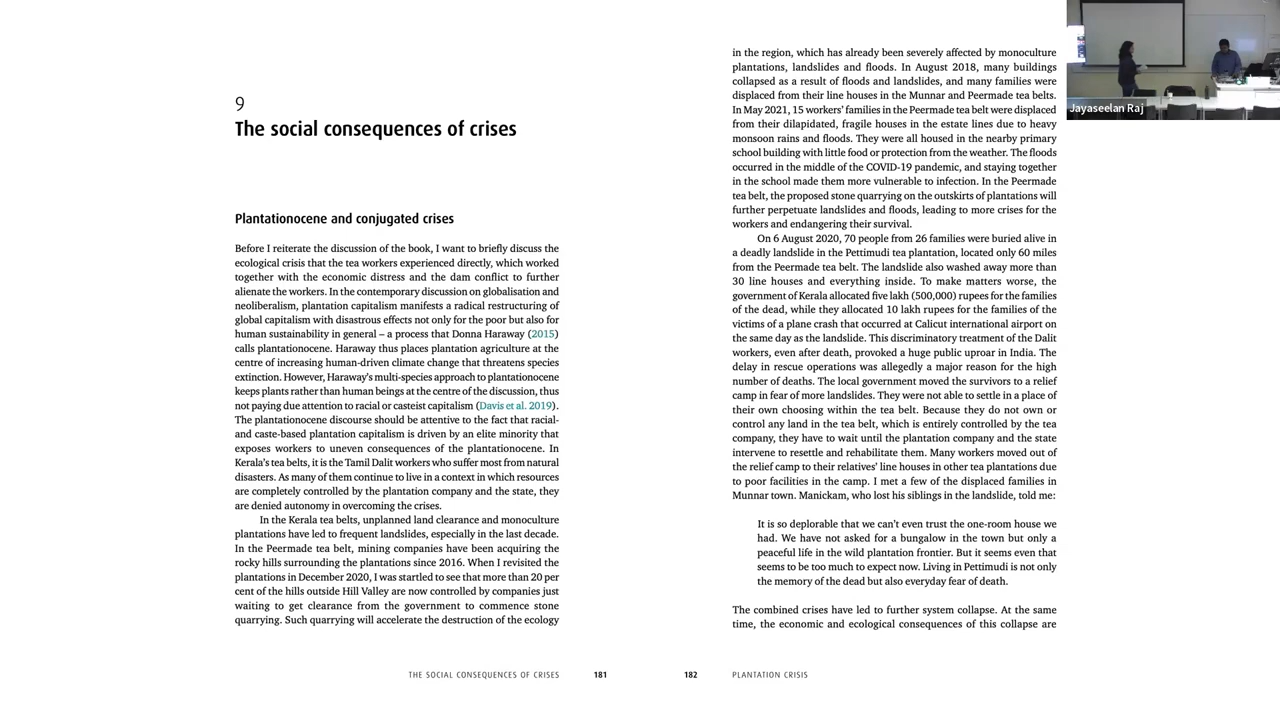 9
The social consequences of crises
Plantationocene and conjugated crises
Before I reiterate the discussion of the book, I want to briefly discuss the
ecological crisis that the tea workers experienced directly, which worked
together with the economic distress and the dam conflict to further
alienate the workers. In the contemporary discussion on globalisation and
neoliberalism, plantation capitalism manifests a radical restructuring of
global capitalism with disastrous effects not only for the poor but also for
human sustainability in general – a process that Donna Haraway (2015)
calls plantationocene. Haraway thus places plantation agriculture at the
centre of increasing human-driven climate change that threatens species
extinction. However, Haraway's multi-species approach to plantationocene
keeps plants rather than human beings at the centre of the discussion, thus
not paying due attention to racial or casteist capitalism (Davis et al. 2019).
The plantationocene discourse should be attentive to the fact that racial-
and caste-based plantation capitalism is driven by an elite minority that
exposes workers to uneven consequences of the plantationocene. In
Kerala's tea belts, it is the Tamil Dalit workers who suffer most from natural
disasters. As many of them continue to live in a context in which resources
are completely controlled by the plantation company and the state, they
are denied autonomy in overcoming the crises.
In the Kerala tea belts, unplanned land clearance and monoculture
plantations have led to frequent landslides, especially in the last decade.
In the Peermade tea belt, mining companies have been acquiring the
rocky hills surrounding the plantations since 2016. When I revisited the
plantations in December 2020, I was startled to see that more than 20 per
cent of the hills outside Hill Valley are now controlled by companies just
waiting to get clearance from the government to commence stone
quarrying. Such quarrying will accelerate the destruction of the ecology
THE SOCIAL CONSEQUENCES OF CRISES 181
in the region, which has already been severely affected by monoculture
plantations, landslides and floods. In August 2018, many buildings
collapsed as a result of floods and landslides, and many families were
displaced from their line houses in the Munnar and Peermade tea belts.
In May 2021, 15 workers' families in the Peermade tea belt were displaced
from their dilapidated, fragile houses in the estate lines due to heavy
monsoon rains and floods. They were all housed in the nearby primary
school building with little food or protection from the weather. The floods
occurred in the middle of the COVID-19 pandemic, and staying together
in the school made them more vulnerable to infection. In the Peermade
tea belt, the proposed stone quarrying on the outskirts of plantations will
further perpetuate landslides and floods, leading to more crises for the
workers and endangering their survival.
On 6 August 2020, 70 people from 26 families were buried alive in
a deadly landslide in the Pettimudi tea plantation, located only 60 miles
from the Peermade tea belt. The landslide also washed away more than
30 line houses and everything inside. To make matters worse, the
government of Kerala allocated five lakh (500,000) rupees for the families
of the dead, while they allocated 10 lakh rupees for the families of the
victims of a plane crash that occurred at Calicut international airport on
the same day as the landslide. This discriminatory treatment of the Dalit
workers, even after death, provoked a huge public uproar in India. The
delay in rescue operations was allegedly a major reason for the high
number of deaths. The local government moved the survivors to a relief
camp in fear of more landslides. They were not able to settle in a place of
their own choosing within the tea belt. Because they do not own or
control any land in the tea belt, which is entirely controlled by the tea
company, they have to wait until the plantation company and the state
intervene to resettle and rehabilitate them. Many workers moved out of
the relief camp to their relatives' line houses in other tea plantations due
to poor facilities in the camp. I met a few of the displaced families in
Munnar town. Manickam, who lost his siblings in the landslide, told me:
It is so deplorable that we can't even trust the one-room house we
had. We have not asked for a bungalow in the town but only a
peaceful life in the wild plantation frontier. But it seems even that
seems to be too much to expect now. Living in Pettimudi is not only
the memory of the dead but also everyday fear of death.
The combined crises have led to further system collapse. At the same
time, the economic and ecological consequences of this collapse are
182 PLANTATION CRISIS
Jayaseelan Raj